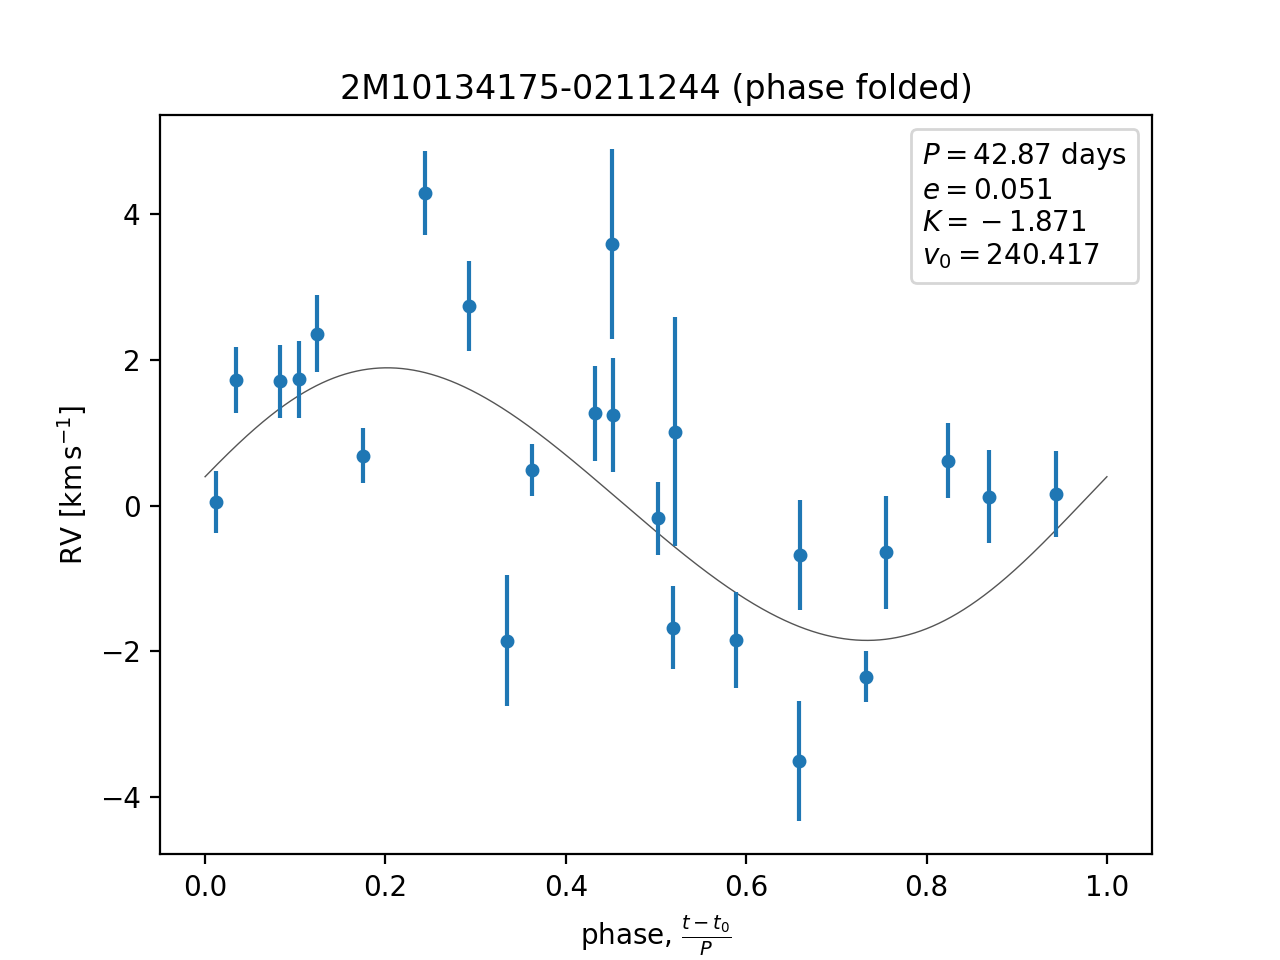 2M10134175-0211244 (phase folded)
P = 42.87 days
e = 0.051
K = −1.871
v₀ = 240.417
RV [km s⁻¹]
4
2
0
−2
−4
0.0 0.2 0.4 0.6 0.8 1.0
phase, (t − t₀)/P